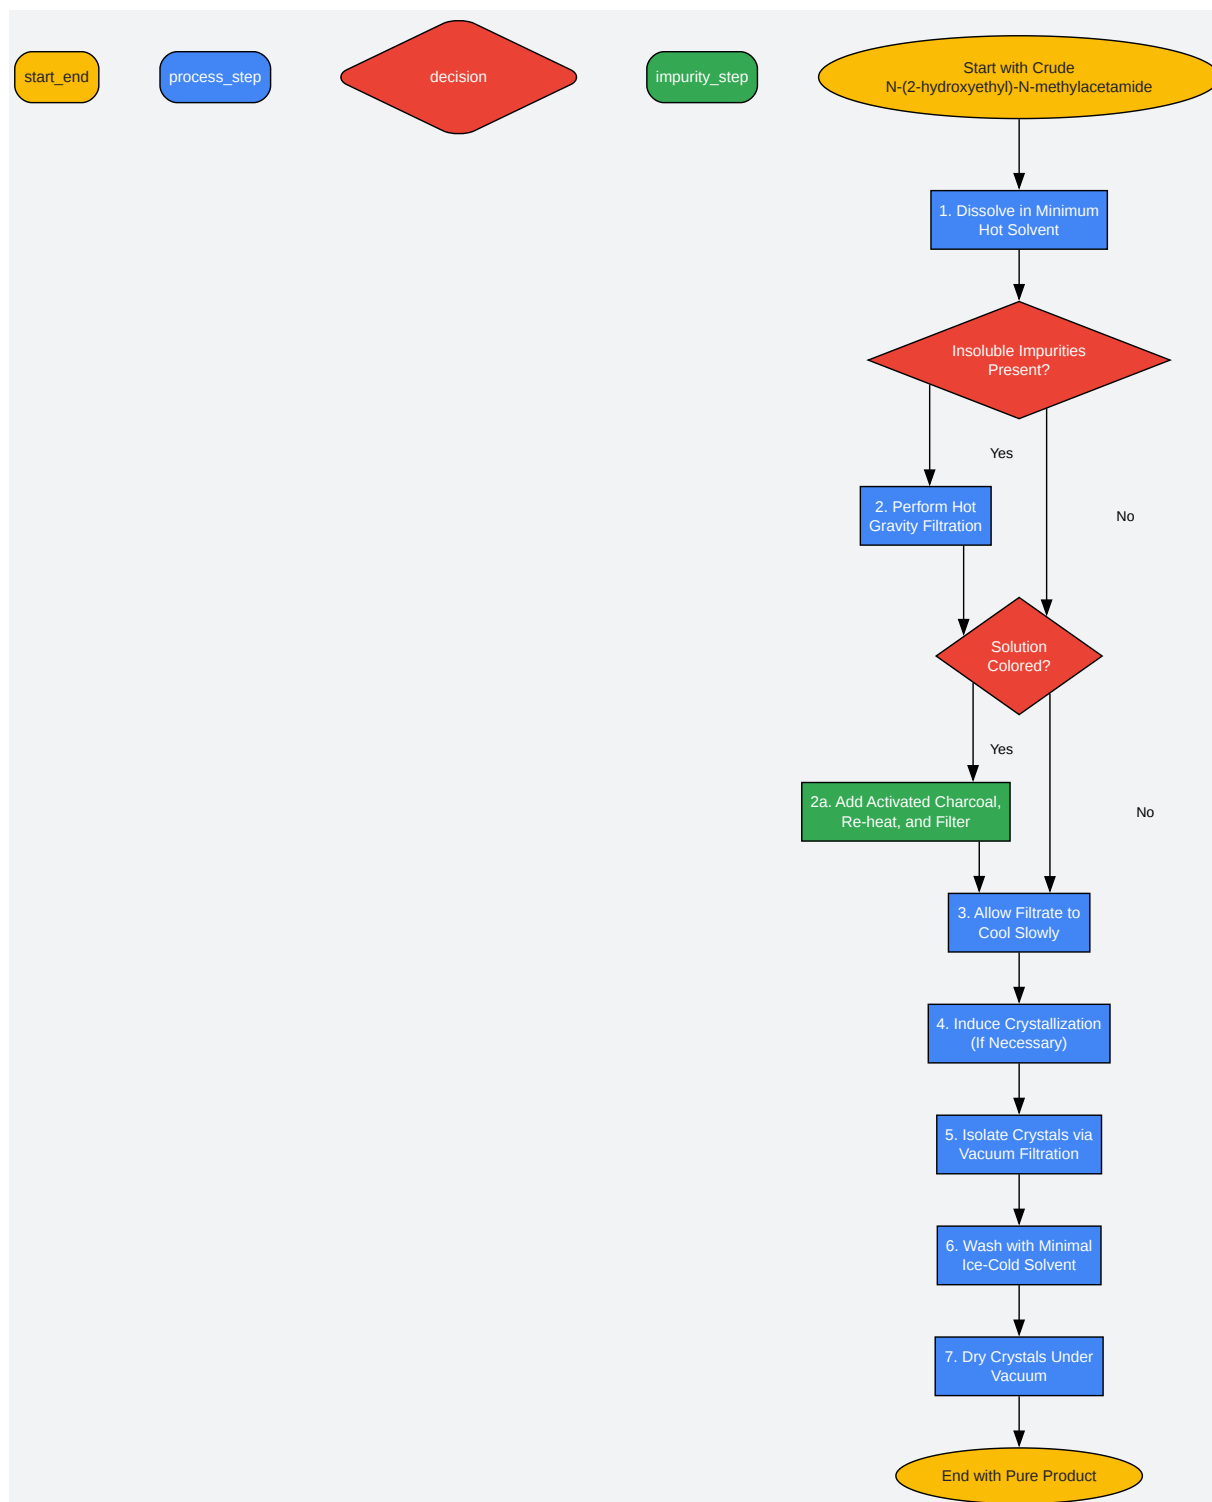 start_end
process_step
decision
impurity_step
Start with Crude
N-(2-hydroxyethyl)-N-methylacetamide
1. Dissolve in Minimum
Hot Solvent
Insoluble Impurities
Present?
Yes
2. Perform Hot
Gravity Filtration
No
Solution
Colored?
Yes
2a. Add Activated Charcoal,
Re-heat, and Filter
No
3. Allow Filtrate to
Cool Slowly
4. Induce Crystallization
(If Necessary)
5. Isolate Crystals via
Vacuum Filtration
6. Wash with Minimal
Ice-Cold Solvent
7. Dry Crystals Under
Vacuum
End with Pure Product